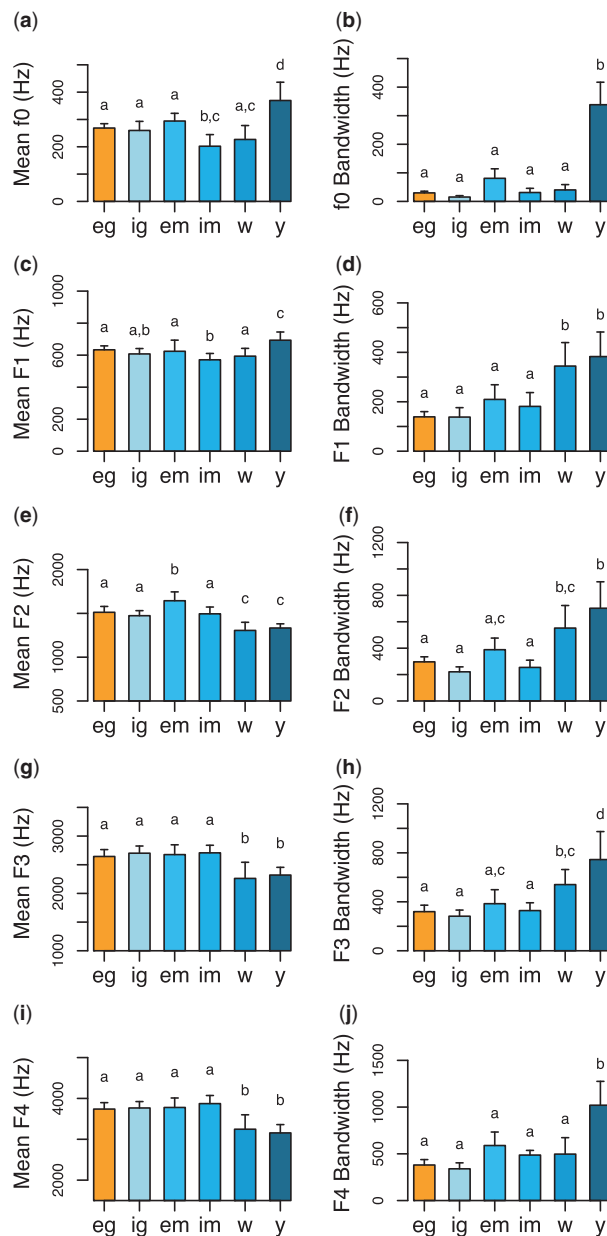 (a)
Mean f0 (Hz)
400
200
0
a a a b,c a,c d
eg ig em im w y
(b)
f0 Bandwidth (Hz)
400
200
0
a a a a a b
eg ig em im w y
(c)
Mean F1 (Hz)
1000
600
200
0
a a,b a b a c
eg ig em im w y
(d)
F1 Bandwidth (Hz)
600
400
200
0
a a a a b b
eg ig em im w y
(e)
Mean F2 (Hz)
2000
1000
500
a a b a c c
eg ig em im w y
(f)
F2 Bandwidth (Hz)
1200
800
400
0
a a a,c a b,c b
eg ig em im w y
(g)
Mean F3 (Hz)
3000
2000
1000
a a a a b b
eg ig em im w y
(h)
F3 Bandwidth (Hz)
1200
800
400
0
a a a,c a b,c d
eg ig em im w y
(i)
Mean F4 (Hz)
4000
2000
a a a a b b
eg ig em im w y
(j)
F4 Bandwidth (Hz)
1500
1000
500
0
a a a a a b
eg ig em im w y